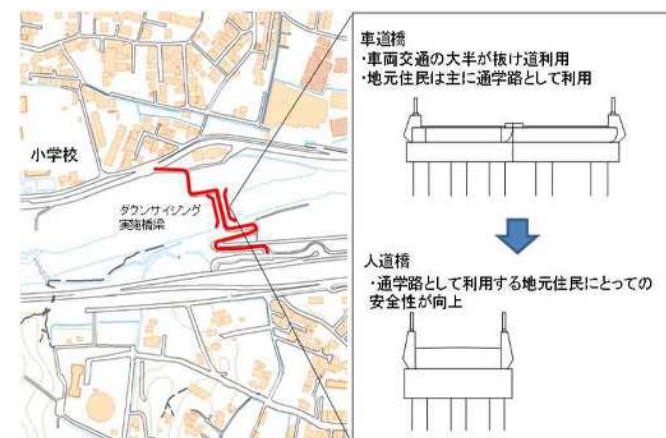 小学校
ダウンサイジング
実施橋梁
車道橋
・車両交通の大半が抜け道利用
・地元住民は主に通学路として利用
人道橋
・通学路として利用する地元住民にとっての
安全性が向上